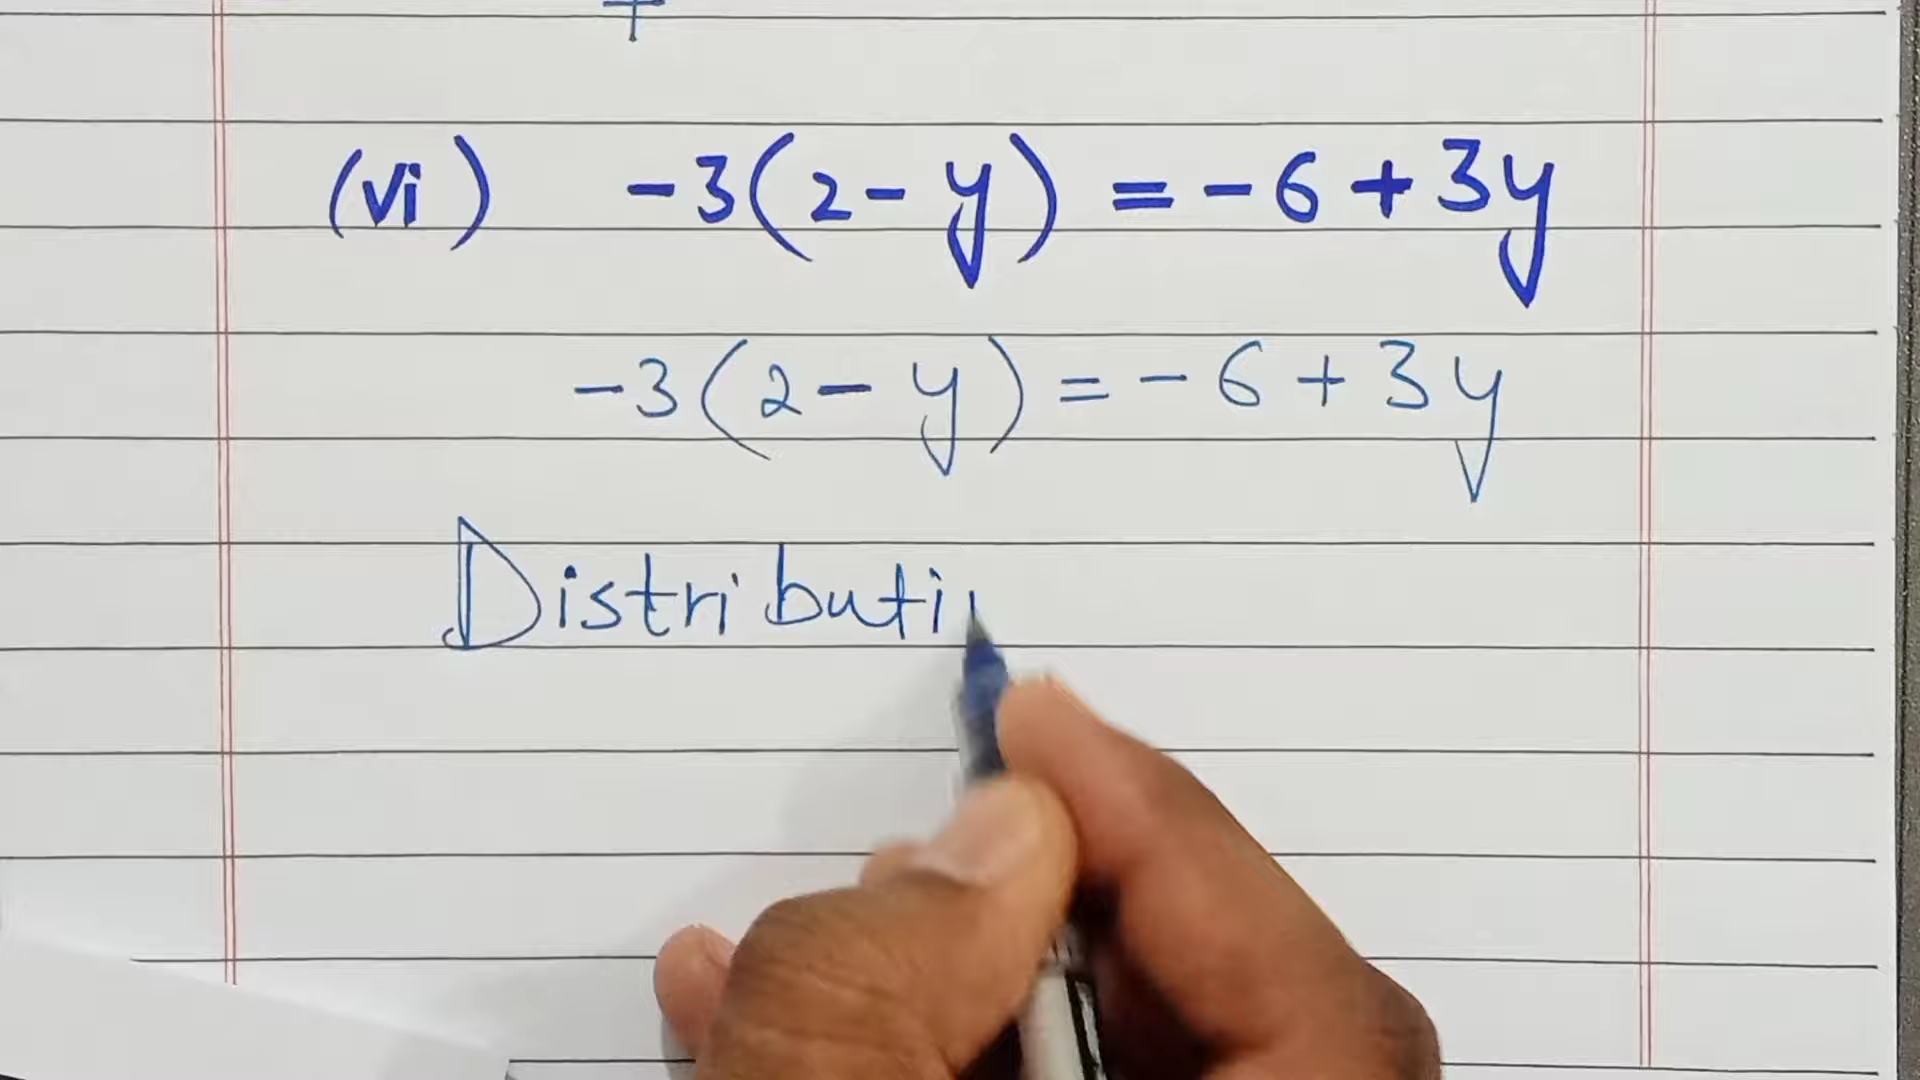 (vi) -3(2-y) = -6+3y
-3(2-y) = -6+3y
Distributi